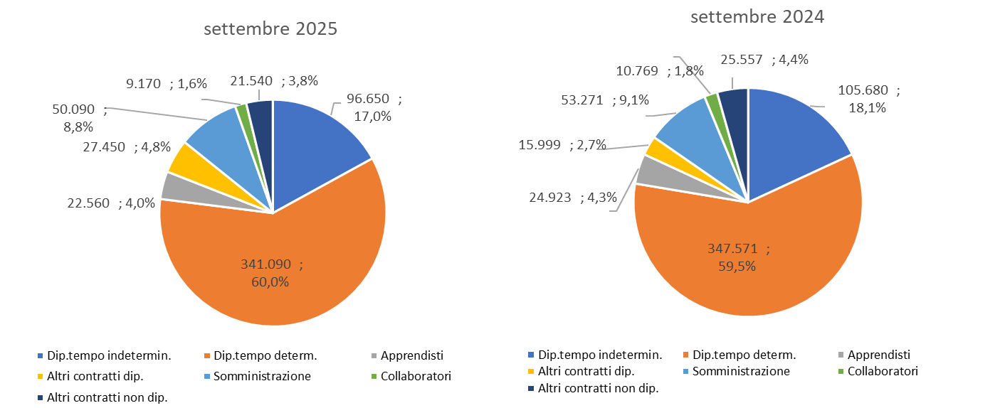 settembre 2025
21.540 ; 3,8%
9.170 ; 1,6%
96.650 ;
17,0%
50.090 ;
8,8%
27.450 ; 4,8%
22.560 ; 4,0%
341.090 ;
60,0%
Dip.tempo indetermin.
Dip.tempo determ.
Apprendisti
Altri contratti dip.
Somministrazione
Collaboratori
Altri contratti non dip.
settembre 2024
25.557 ; 4,4%
10.769 ; 1,8%
105.680 ;
18,1%
53.271 ; 9,1%
15.999 ; 2,7%
24.923 ; 4,3%
347.571 ;
59,5%
Dip.tempo indetermin.
Dip.tempo determ.
Apprendisti
Altri contratti dip.
Somministrazione
Collaboratori
Altri contratti non dip.